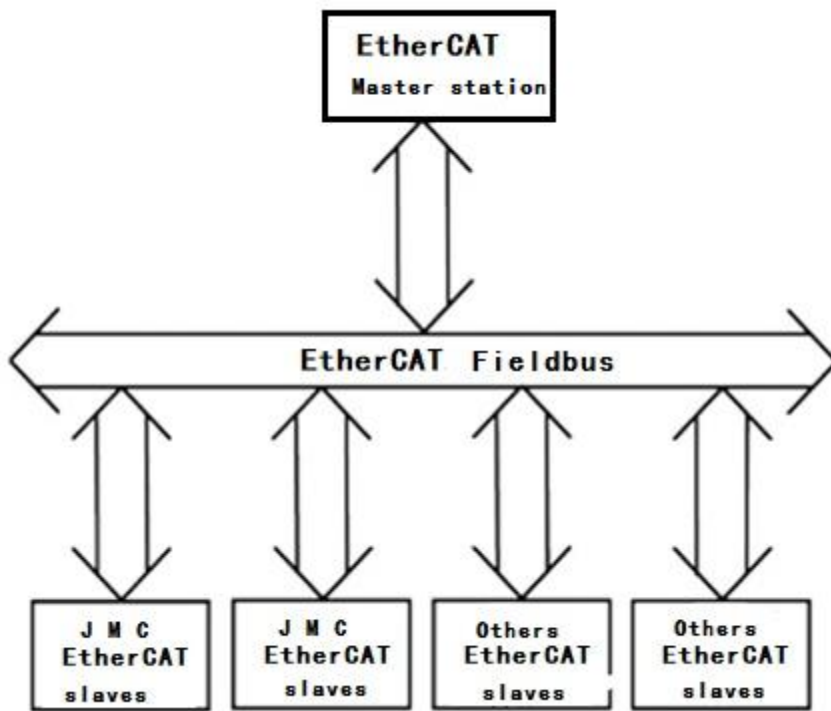 EtherCAT
Master station
EtherCAT Fieldbus
J M C
EtherCAT
slaves
J M C
EtherCAT
slaves
Others
EtherCAT
slaves
Others
EtherCAT
slaves